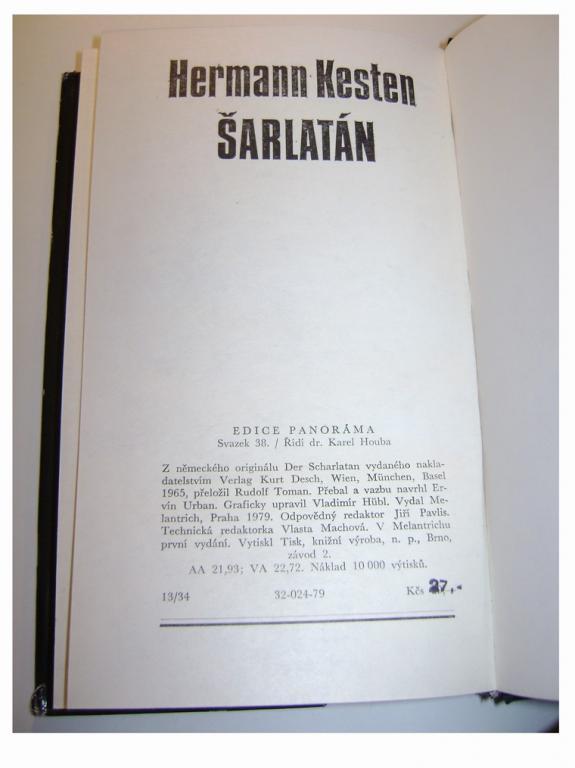 Hermann Kesten
ŠARLATÁN
EDICE PANORÁMA
Svazek 38. / Řídí dr. Karel Houba
Z německého originálu Der Scharlatan vydaného nakla-
datelstvím Verlag Kurt Desch, Wien, München, Basel
1965, přeložil Rudolf Toman. Přebal a vazbu navrhl Er-
vín Urban. Graficky upravil Vladimír Hübl. Vydal Me-
lantrich, Praha 1979. Odpovědný redaktor Jiří Pavlis.
Technická redaktorka Vlasta Machová. V Melantrichu
první vydání. Vytiskl Tisk, knižní výroba, n. p., Brno,
závod 2.
AA 21,93; VA 22,72. Náklad 10 000 výtisků.
13/34 32-024-79 Kčs 27,-